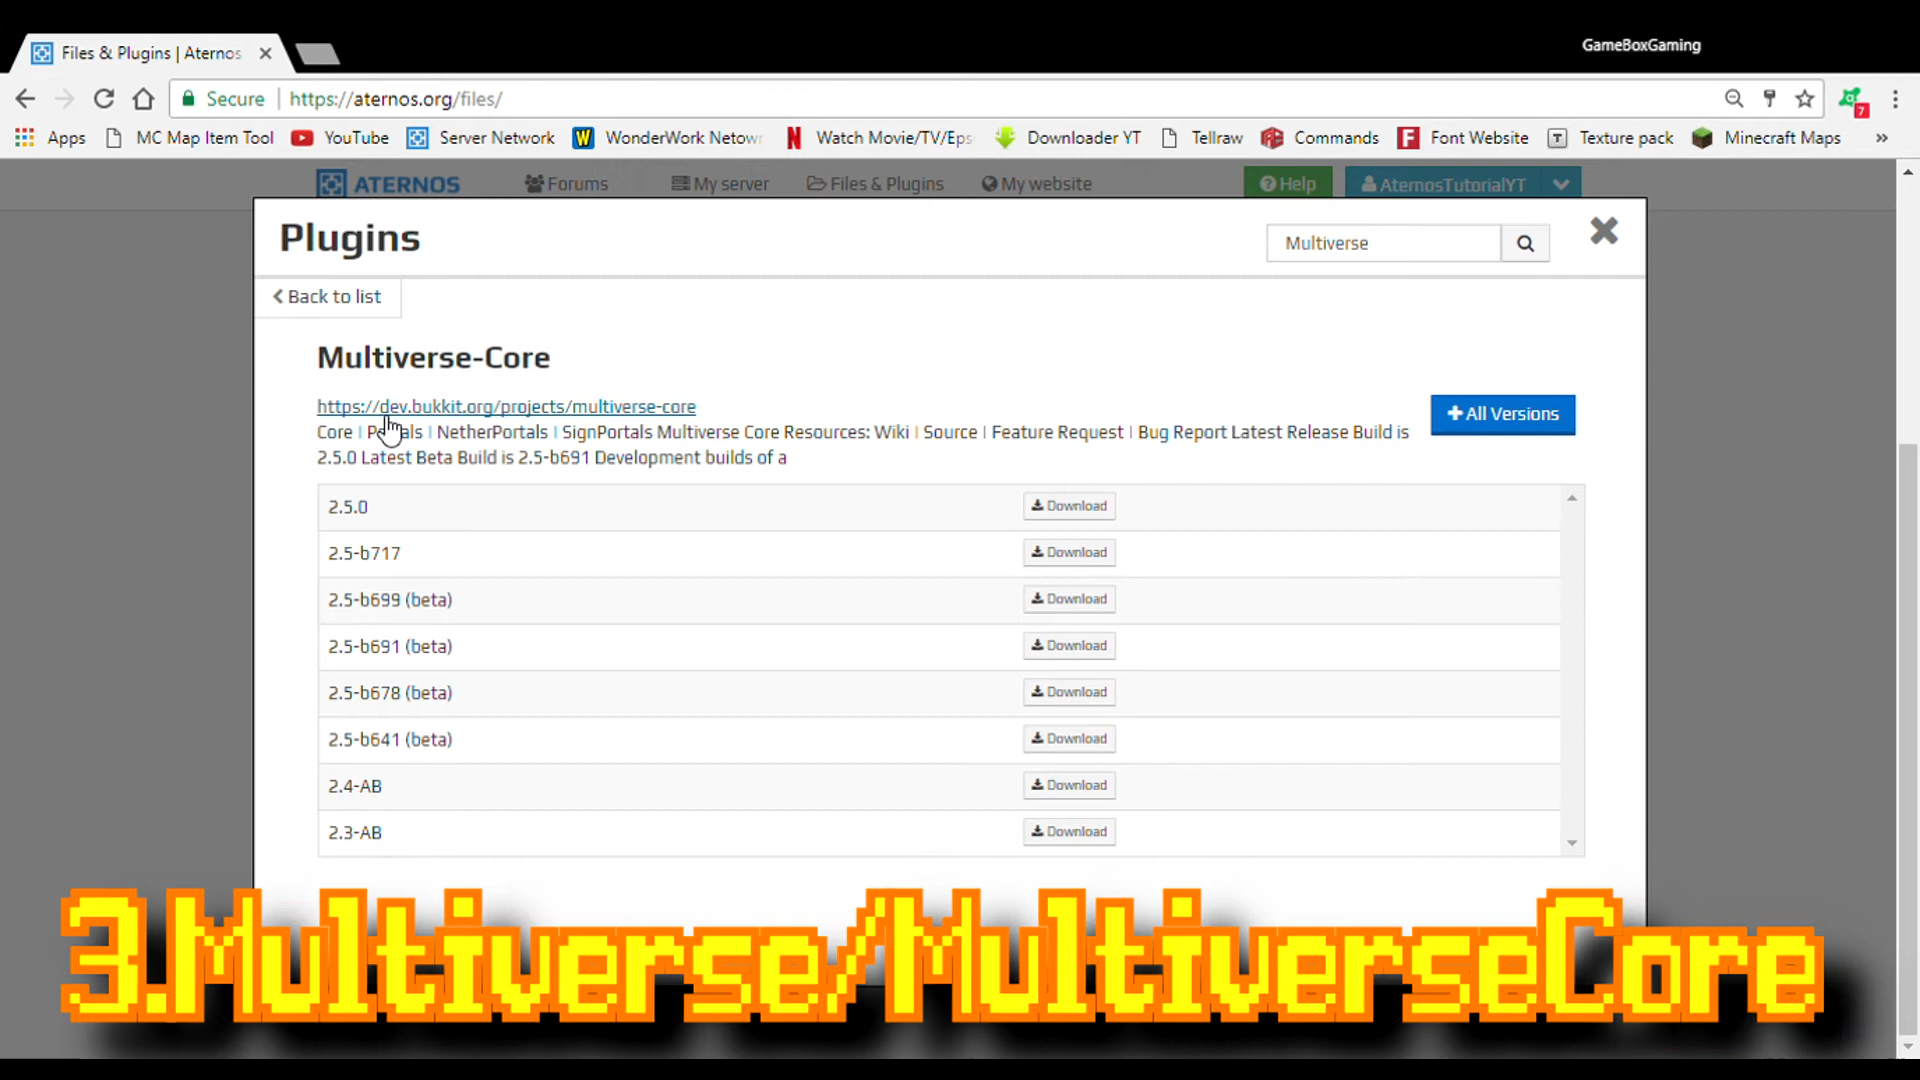 GameBoxGaming
Files & Plugins | Aternos
Secure https://aternos.org/files/
7
Apps MC Map Item Tool YouTube Server Network WonderWork Netow Watch Movie/TV/Eps Downloader YT Tellraw Commands Font Website Texture pack Minecraft Maps »
ATERNOS Forums My server Files & Plugins My website Help AternosTutorialYT
Plugins
Multiverse
Back to list
Multiverse-Core
https://dev.bukkit.org/projects/multiverse-core
All Versions
Core | Portals | NetherPortals | SignPortals Multiverse Core Resources: Wiki | Source | Feature Request | Bug Report Latest Release Build is
2.5.0 Latest Beta Build is 2.5-b691 Development builds of a
2.5.0 Download
2.5-b717 Download
2.5-b699 (beta) Download
2.5-b691 (beta) Download
2.5-b678 (beta) Download
2.5-b641 (beta) Download
2.4-AB Download
2.3-AB Download
3.Multiverse/MultiverseCore